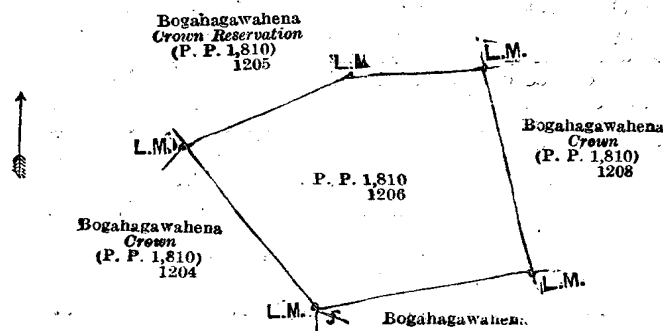 Bogahagawahena
Crown Reservation
(P. P. 1,810)
1205
L.M
L.M.
L.M.
Bogahagawahena
Crown
(P. P. 1,810)
1208
P. P. 1,810
1206
Bogahagawahena
Crown
(P. P. 1,810)
1204
L.M.
L.M.
Bogahagawahena